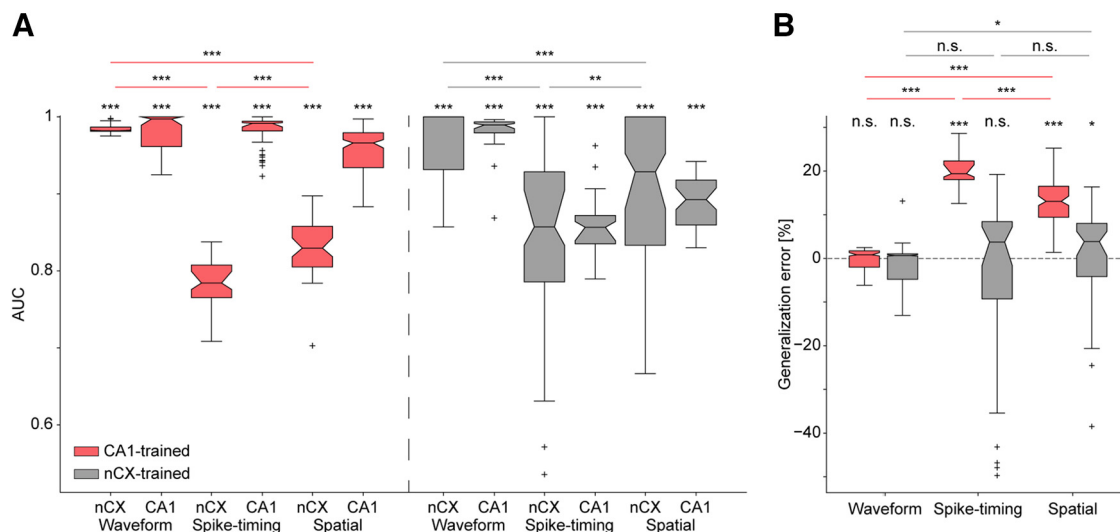 A
B
*** ***
*** *** *** **
*** *** *** *** *** *** *** *** *** *** *** ***
1
0.8
0.6
AUC
CA1-trained
nCX-trained
nCX CA1 nCX CA1 nCX CA1 nCX CA1 nCX CA1 nCX CA1
Waveform Spike-timing Spatial Waveform Spike-timing Spatial
*
n.s. n.s.
***
*** ***
n.s. n.s. *** n.s. *** *
20
0
−20
−40
Generalization error [%]
Waveform Spike-timing Spatial